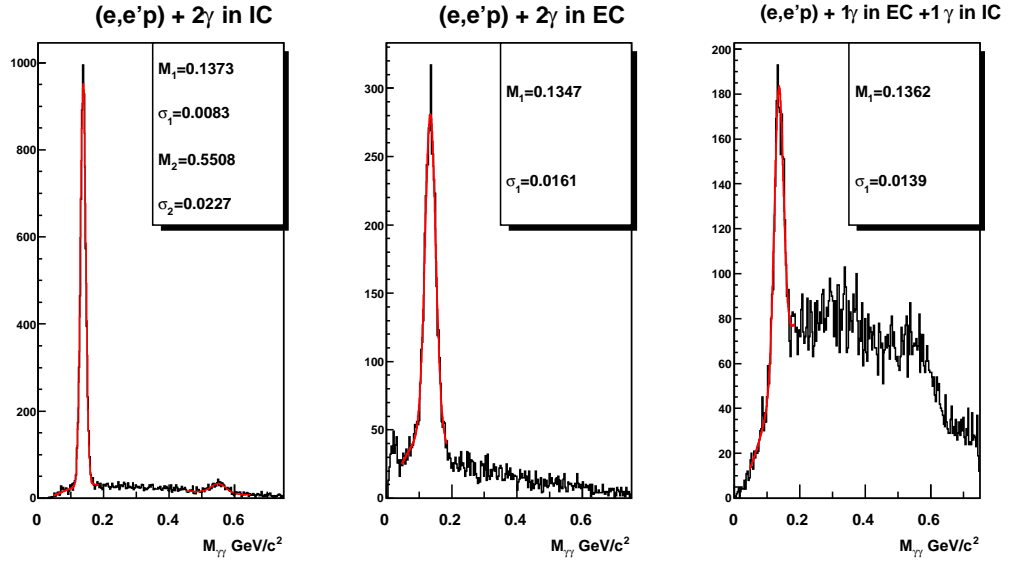 (e,e'p) + 2γ in IC
M₁=0.1373
σ₁=0.0083
M₂=0.5508
σ₂=0.0227
1000
800
600
400
200
0
0 0.2 0.4 0.6
M_γγ GeV/c²
(e,e'p) + 2γ in EC
M₁=0.1347
σ₁=0.0161
300
250
200
150
100
50
0
0 0.2 0.4 0.6
M_γγ GeV/c²
(e,e'p) + 1γ in EC +1 γ in IC
M₁=0.1362
σ₁=0.0139
200
180
160
140
120
100
80
60
40
20
0
0 0.2 0.4 0.6
M_γγ GeV/c²